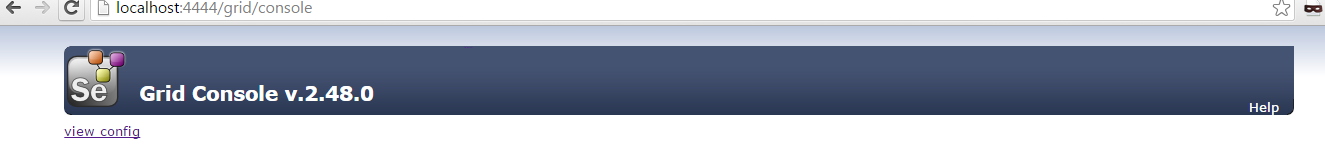 localhost:4444/grid/console
Se
Grid Console v.2.48.0
Help
view config